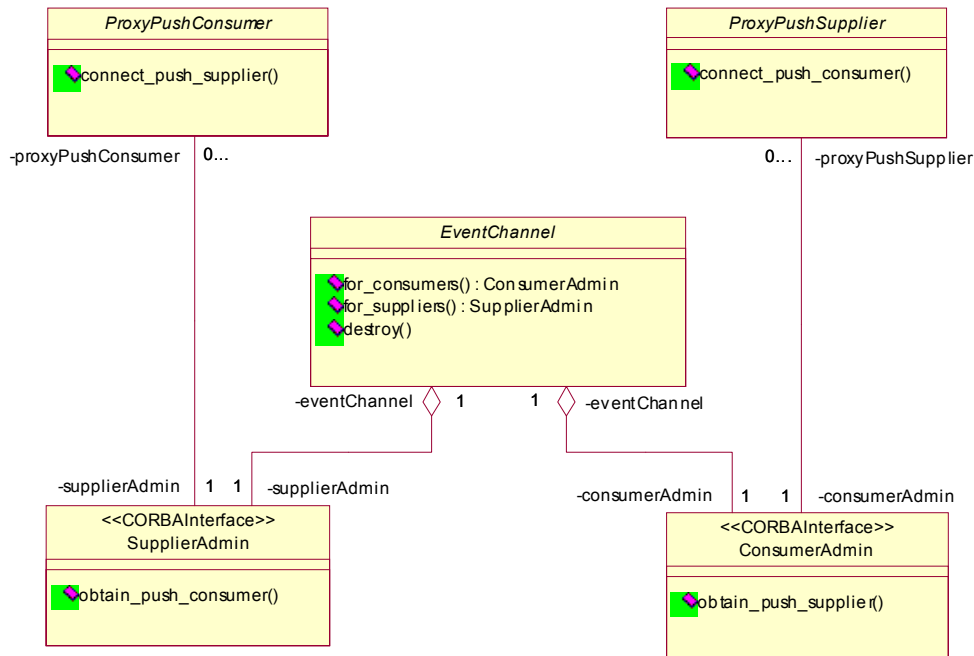 ProxyPushConsumer
connect_push_supplier()
ProxyPushSupplier
connect_push_consumer()
-proxyPushConsumer
0...
0...
-proxyPushSupplier
EventChannel
for_consumers() : ConsumerAdmin
for_suppliers() : SupplierAdmin
destroy()
-eventChannel
1
1
-eventChannel
-supplierAdmin
1
1
-supplierAdmin
-consumerAdmin
1
1
-consumerAdmin
<<CORBAInterface>>
SupplierAdmin
obtain_push_consumer()
<<CORBAInterface>>
ConsumerAdmin
obtain_push_supplier()